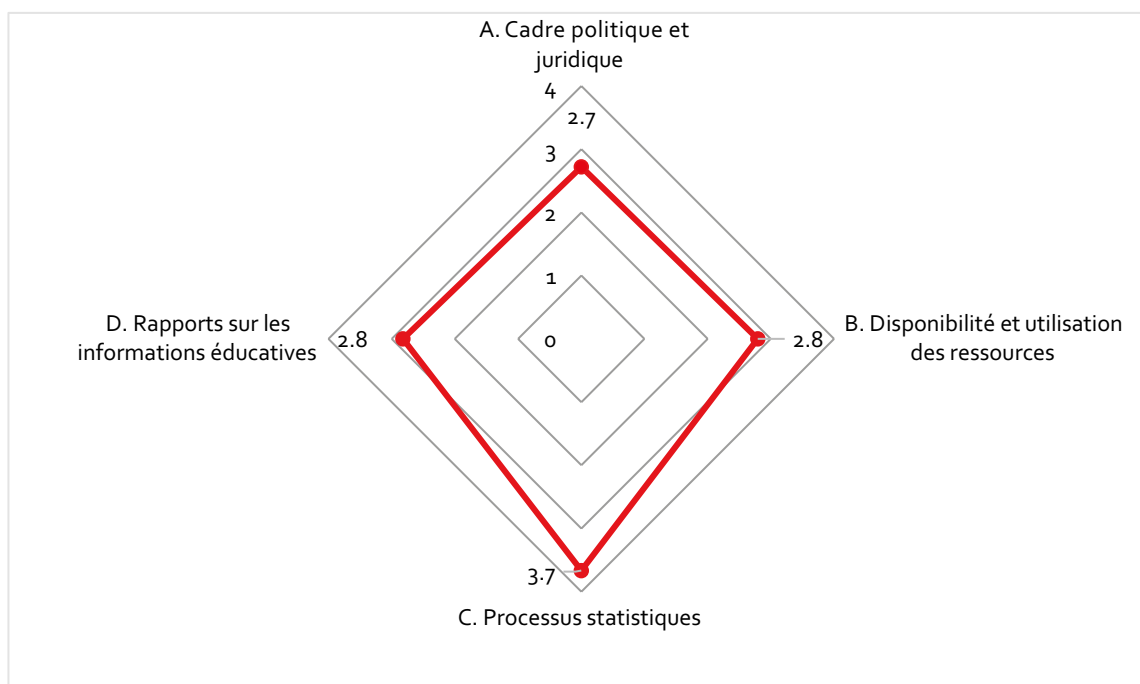 A. Cadre politique et
juridique
4
2.7
3
2
1
D. Rapports sur les
informations éducatives
2.8
0
2.8
B. Disponibilité et utilisation
des ressources
3.7
C. Processus statistiques